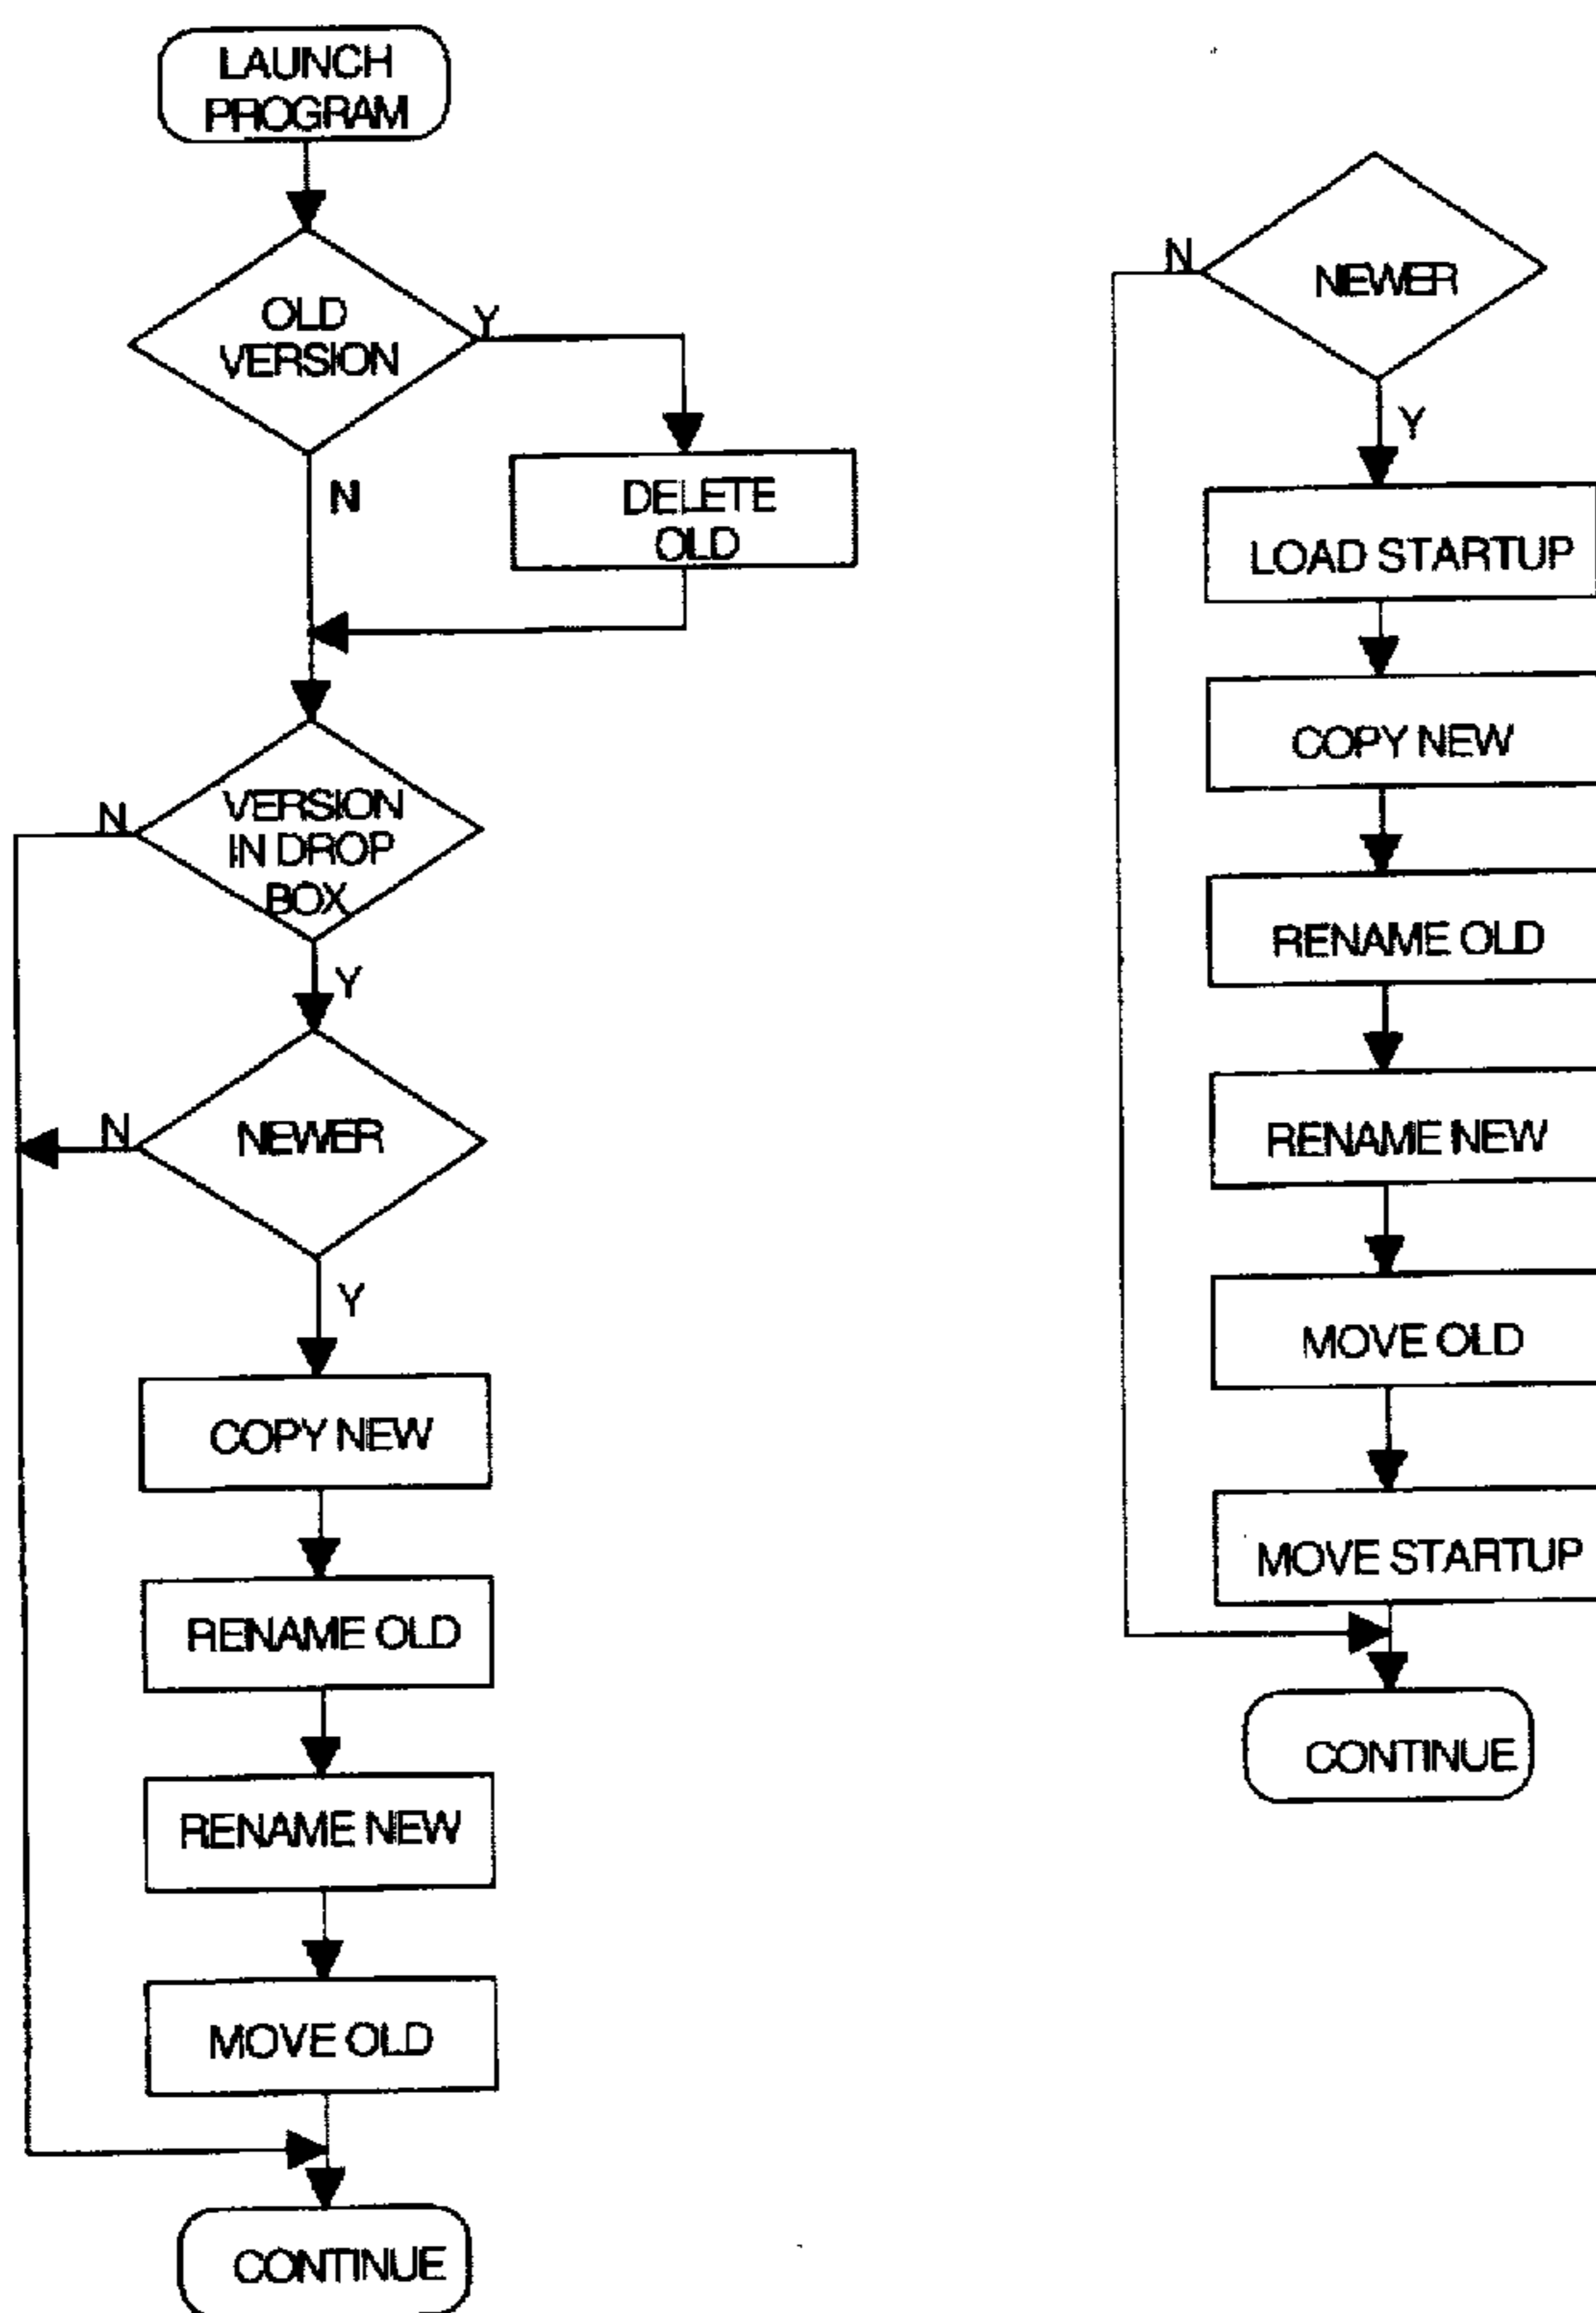 LAUNCH
PROGRAM
OLD
VERSION
Y
N
DELETE
OLD
VERSION
IN DROP
BOX
N
Y
NEWER
N
Y
COPY NEW
RENAME OLD
RENAME NEW
MOVE OLD
CONTINUE
NEWER
N
Y
LOAD STARTUP
COPY NEW
RENAME OLD
RENAME NEW
MOVE OLD
MOVE STARTUP
CONTINUE